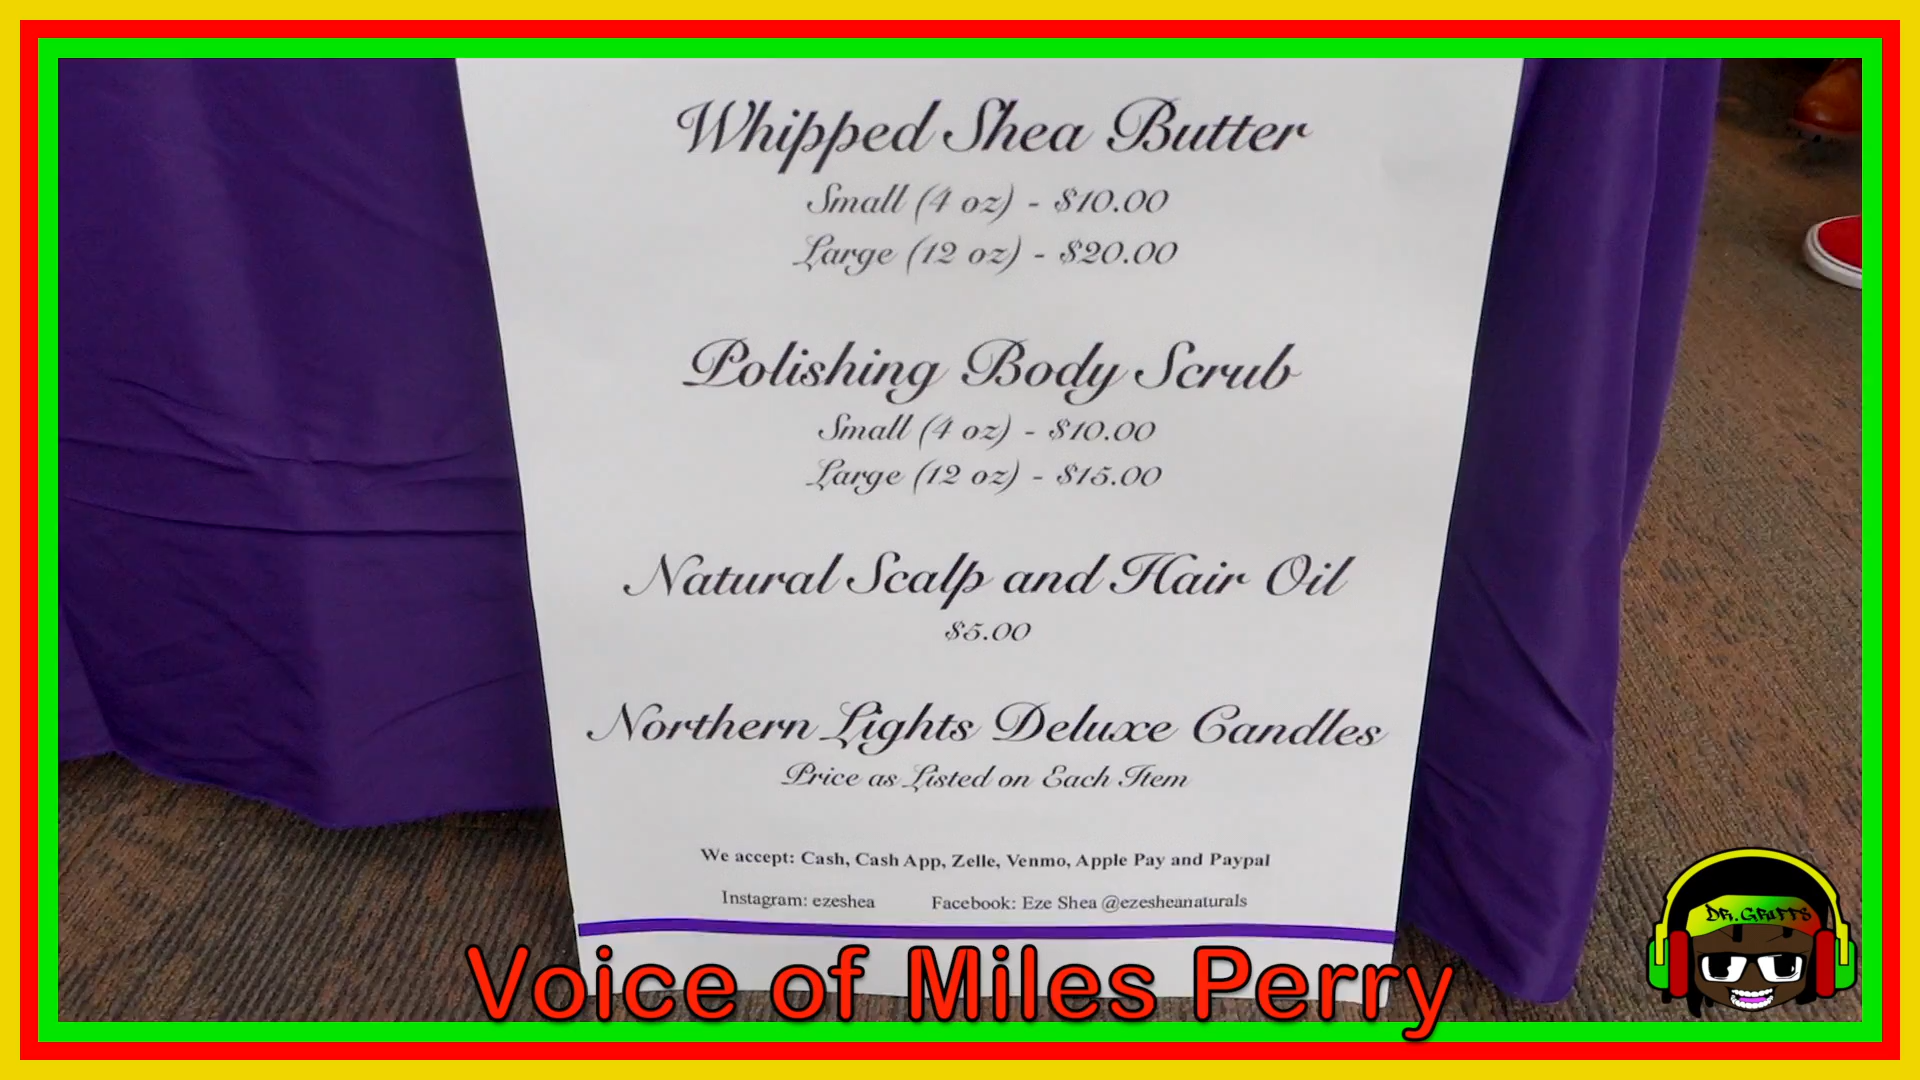 Whipped Shea Butter
Small (4 oz) - $10.00
Large (12 oz) - $20.00
Polishing Body Scrub
Small (4 oz) - $10.00
Large (12 oz) - $15.00
Natural Scalp and Hair Oil
$5.00
Northern Lights Deluxe Candles
Price as Listed on Each Item
We accept: Cash, Cash App, Zelle, Venmo, Apple Pay and Paypal
Instagram: ezeshea Facebook: Eze Shea @ezesheanaturals
Voice of Miles Perry
DR. GRIFFS